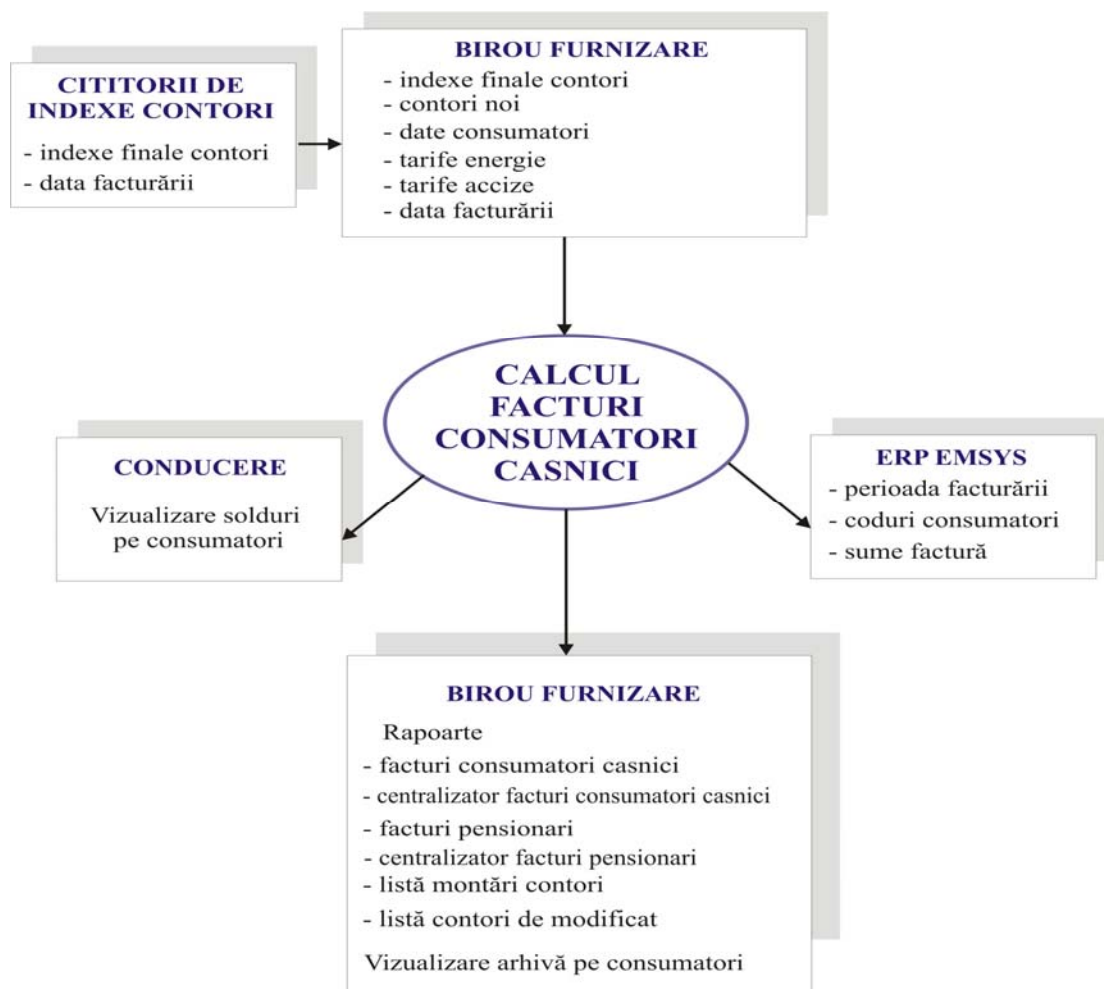 CITITORII DE
INDEXE CONTORI
- indexe finale contori
- data facturării
BIROU FURNIZARE
- indexe finale contori
- contori noi
- date consumatori
- tarife energie
- tarife accize
- data facturării
CALCUL
FACTURI
CONSUMATORI
CASNICI
CONDUCERE
Vizualizare solduri
pe consumatori
ERP EMSYS
- perioada facturării
- coduri consumatori
- sume factură
BIROU FURNIZARE
Rapoarte
- facturi consumatori casnici
- centralizator facturi consumatori casnici
- facturi pensionari
- centralizator facturi pensionari
- listă montări contori
- listă contori de modificat
Vizualizare arhivă pe consumatori